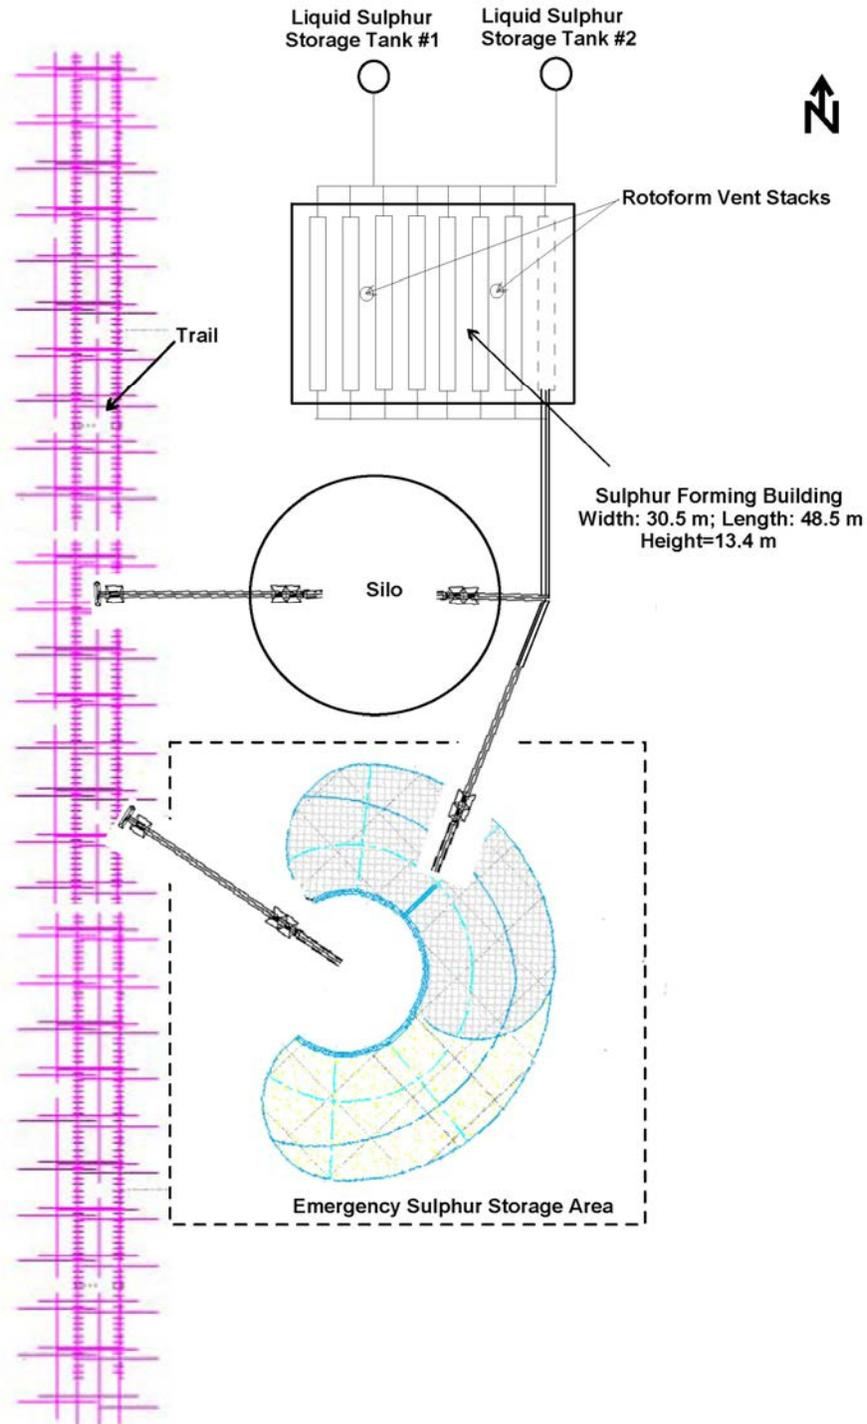 Liquid Sulphur
Storage Tank #1
Liquid Sulphur
Storage Tank #2
N
Rotoform Vent Stacks
Trail
Sulphur Forming Building
Width: 30.5 m; Length: 48.5 m
Height=13.4 m
Silo
Emergency Sulphur Storage Area